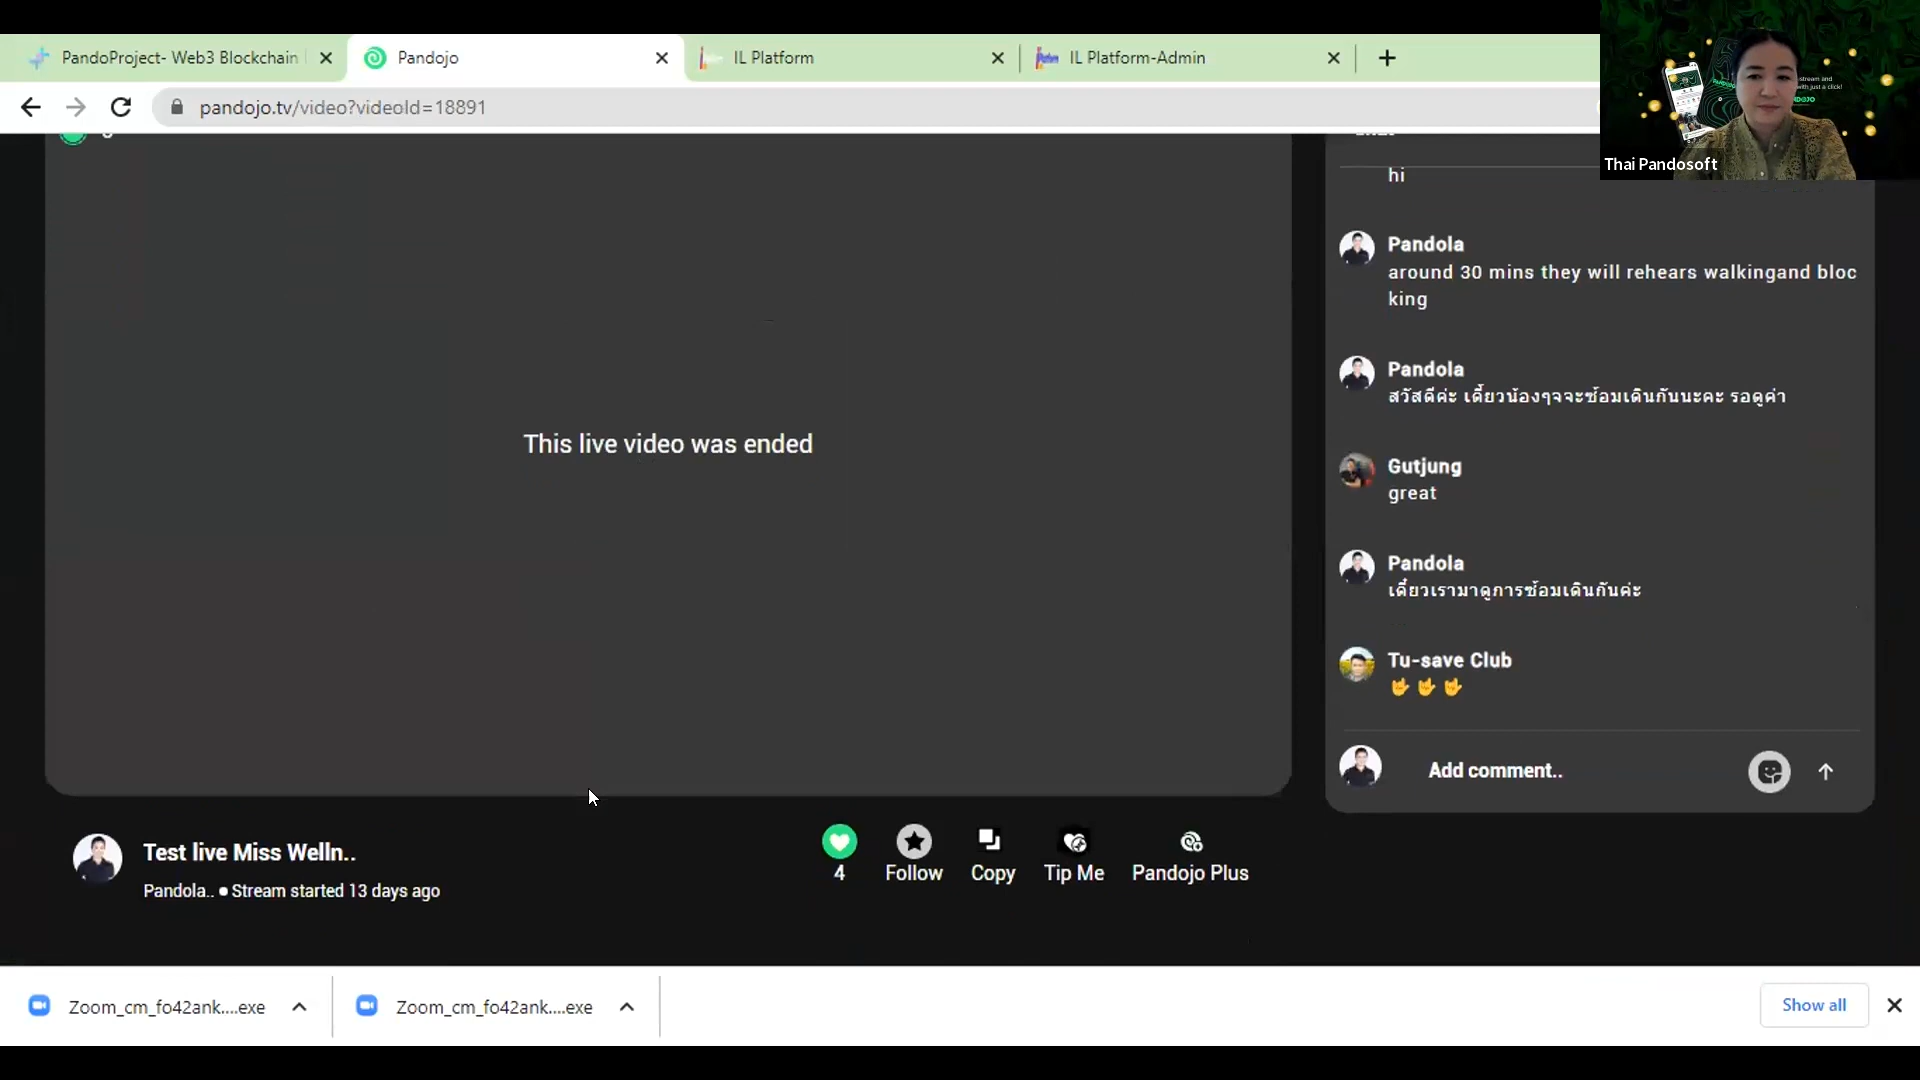 PandoProject- Web3 Blockchain
Pandojo
IL Platform
IL Platform-Admin
pandojo.tv/video?videoId=18891
stream and
with just a click!
Thai Pandosoft
hi
Pandola
around 30 mins they will rehears walkingand bloc
king
Pandola
สวัสดีค่ะ เดี๋ยวน้องๆจจะซ้อมเดินกันนะคะ รอดูค่า
Gutjung
great
Pandola
เดี๋ยวเรามาดูการซ้อมเดินกันค่ะ
Tu-save Club
🤟 🤟 🤟
Add comment..
This live video was ended
Test live Miss Welln..
Pandola.. ● Stream started 13 days ago
4
Follow
Copy
Tip Me
Pandojo Plus
Zoom_cm_fo42ank....exe
Zoom_cm_fo42ank....exe
Show all